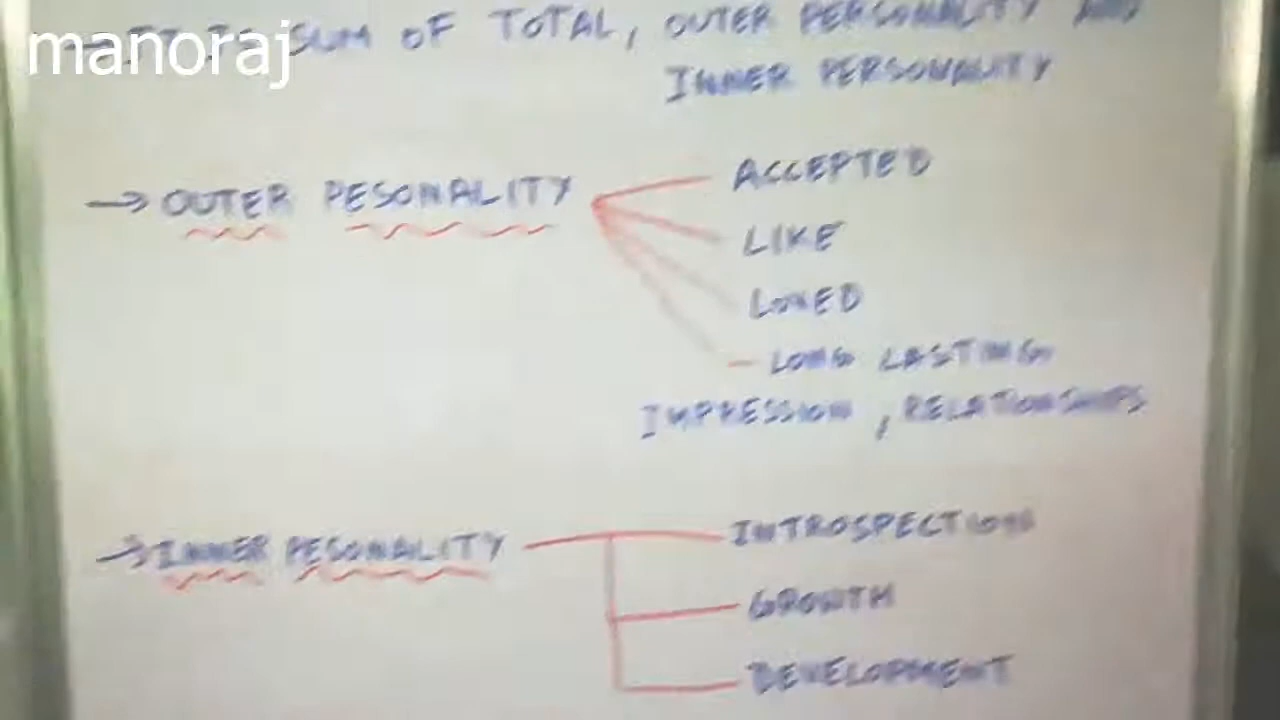 manoraj
SUM OF TOTAL, OUTER PERSONALITY AND
INNER PERSONALITY
→ OUTER PESONALITY
ACCEPTED
LIKE
LOVED
LONG LASTING
IMPRESSION, RELATIONSHIPS
→ INNER PESONALITY
INTROSPECTION
GROWTH
DEVELOPMENT